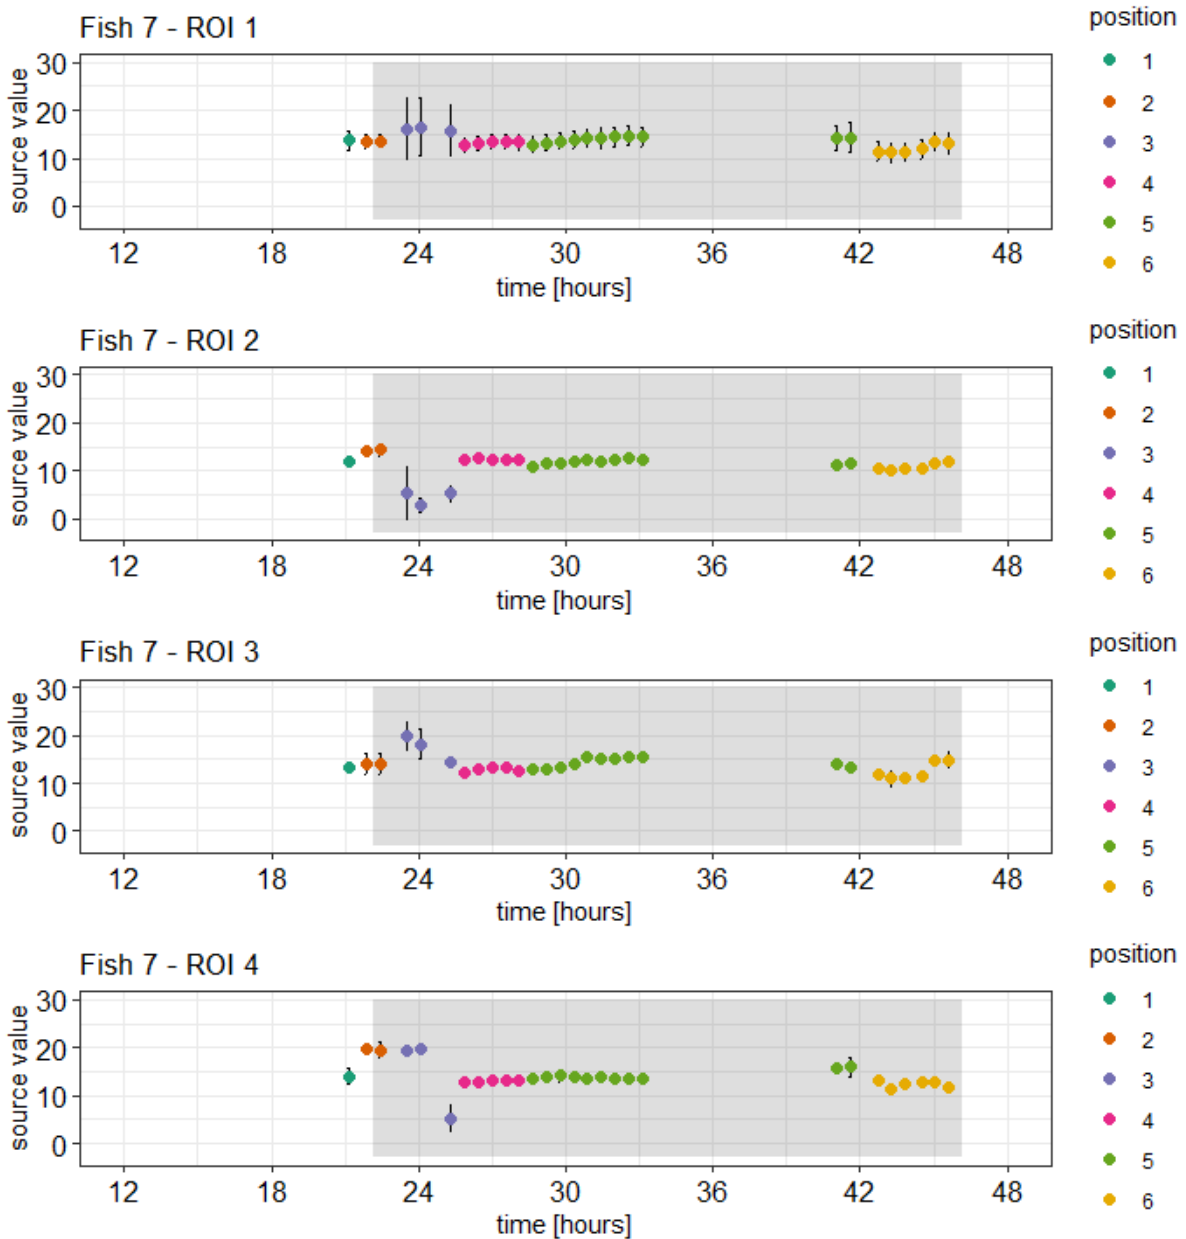 Fish 7 - ROI 1
source value
30
20
10
0
12 18 24 30 36 42 48
time [hours]
position
1
2
3
4
5
6
Fish 7 - ROI 2
source value
30
20
10
0
12 18 24 30 36 42 48
time [hours]
position
1
2
3
4
5
6
Fish 7 - ROI 3
source value
30
20
10
0
12 18 24 30 36 42 48
time [hours]
position
1
2
3
4
5
6
Fish 7 - ROI 4
source value
30
20
10
0
12 18 24 30 36 42 48
time [hours]
position
1
2
3
4
5
6